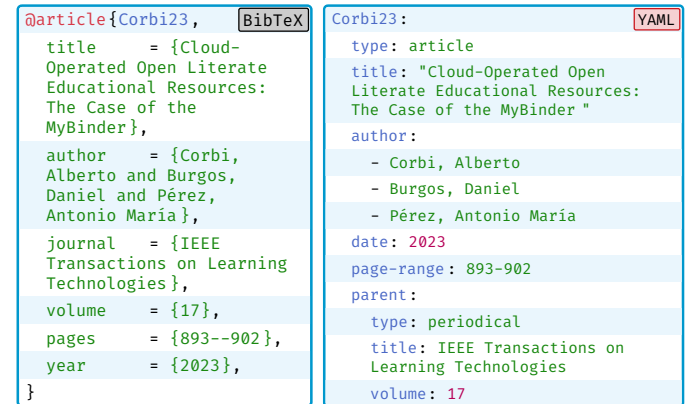 @article{Corbi23, BibTeX
title = {Cloud-
Operated Open Literate
Educational Resources:
The Case of the
MyBinder},
author = {Corbi,
Alberto and Burgos,
Daniel and Pérez,
Antonio María},
journal = {IEEE
Transactions on Learning
Technologies},
volume = {17},
pages = {893--902},
year = {2023},
}
Corbi23: YAML
type: article
title: "Cloud-Operated Open
Literate Educational Resources:
The Case of the MyBinder "
author:
- Corbi, Alberto
- Burgos, Daniel
- Pérez, Antonio María
date: 2023
page-range: 893-902
parent:
type: periodical
title: IEEE Transactions on
Learning Technologies
volume: 17